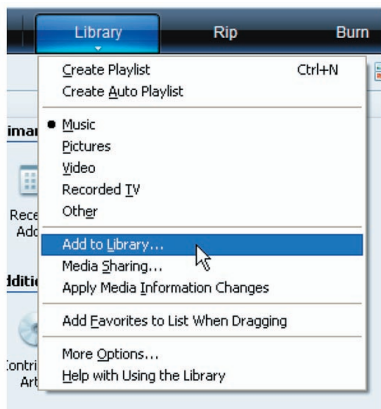 Library Rip Burn
Create Playlist Ctrl+N
Create Auto Playlist
Music
Pictures
Video
Recorded TV
Other
Add to Library...
Media Sharing...
Apply Media Information Changes
Add Favorites to List When Dragging
More Options...
Help with Using the Library